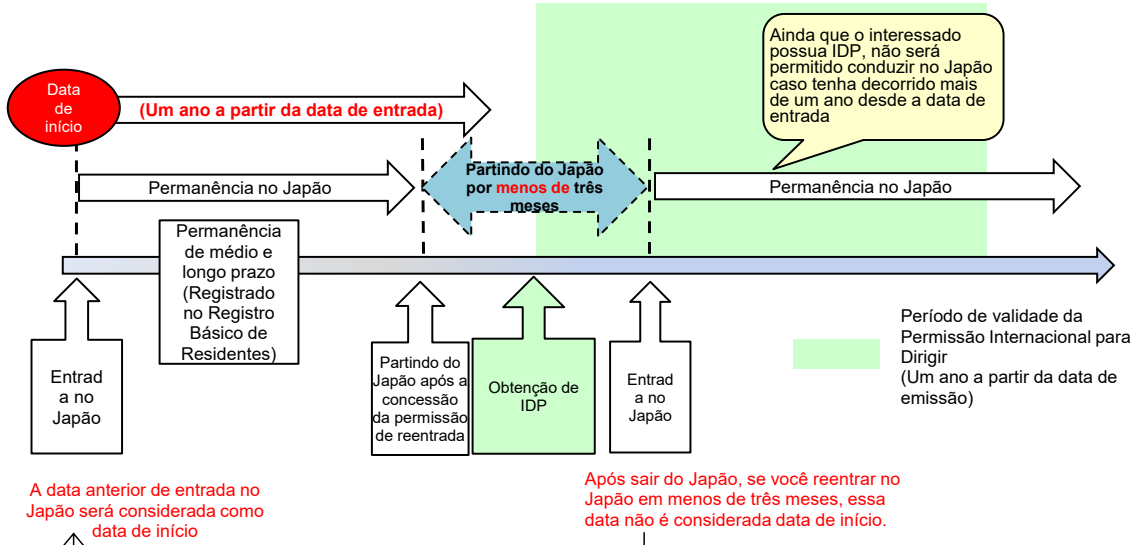 Data
de
início
(Um ano a partir da data de entrada)
Ainda que o interessado
possua IDP, não será
permitido conduzir no Japão
caso tenha decorrido mais
de um ano desde a data de
entrada
Permanência no Japão
Partindo do Japão
por menos de três
meses
Permanência no Japão
Permanência
de médio e
longo prazo
(Registrado
no Registro
Básico de
Residentes)
Entrad
a no
Japão
Partindo do
Japão após a
concessão
da permissão
de reentrada
Obtenção de
IDP
Entrad
a no
Japão
Período de validade da
Permissão Internacional para
Dirigir
(Um ano a partir da data de
emissão)
A data anterior de entrada no
Japão será considerada como
data de início
Após sair do Japão, se você reentrar no
Japão em menos de três meses, essa
data não é considerada data de início.